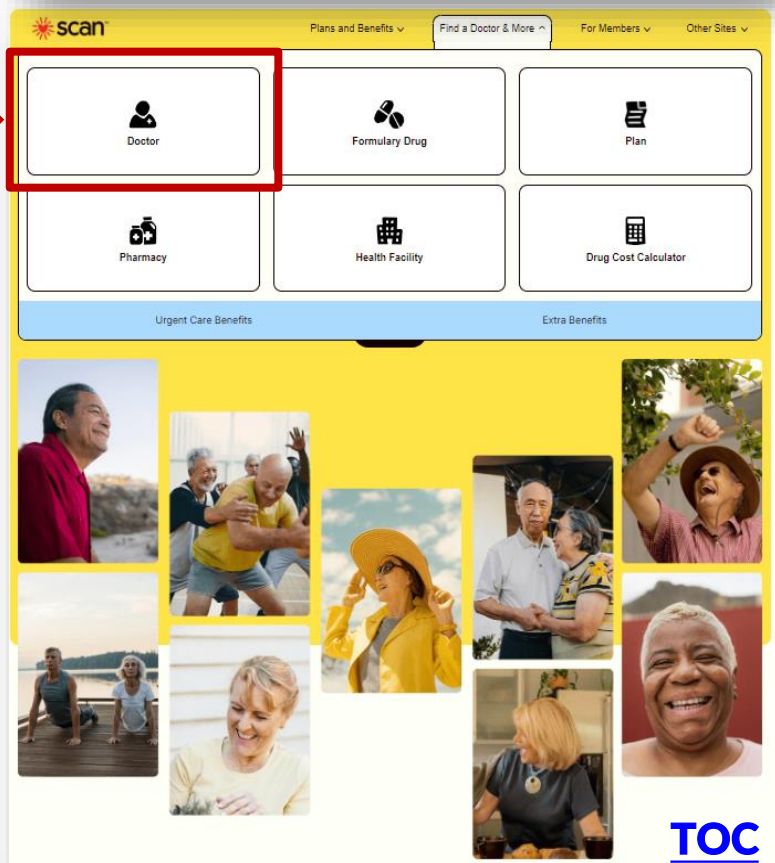 scan
Plans and Benefits
Find a Doctor & More
For Members
Other Sites
Doctor
Formulary Drug
Plan
Pharmacy
Health Facility
Drug Cost Calculator
Urgent Care Benefits
Extra Benefits
TOC